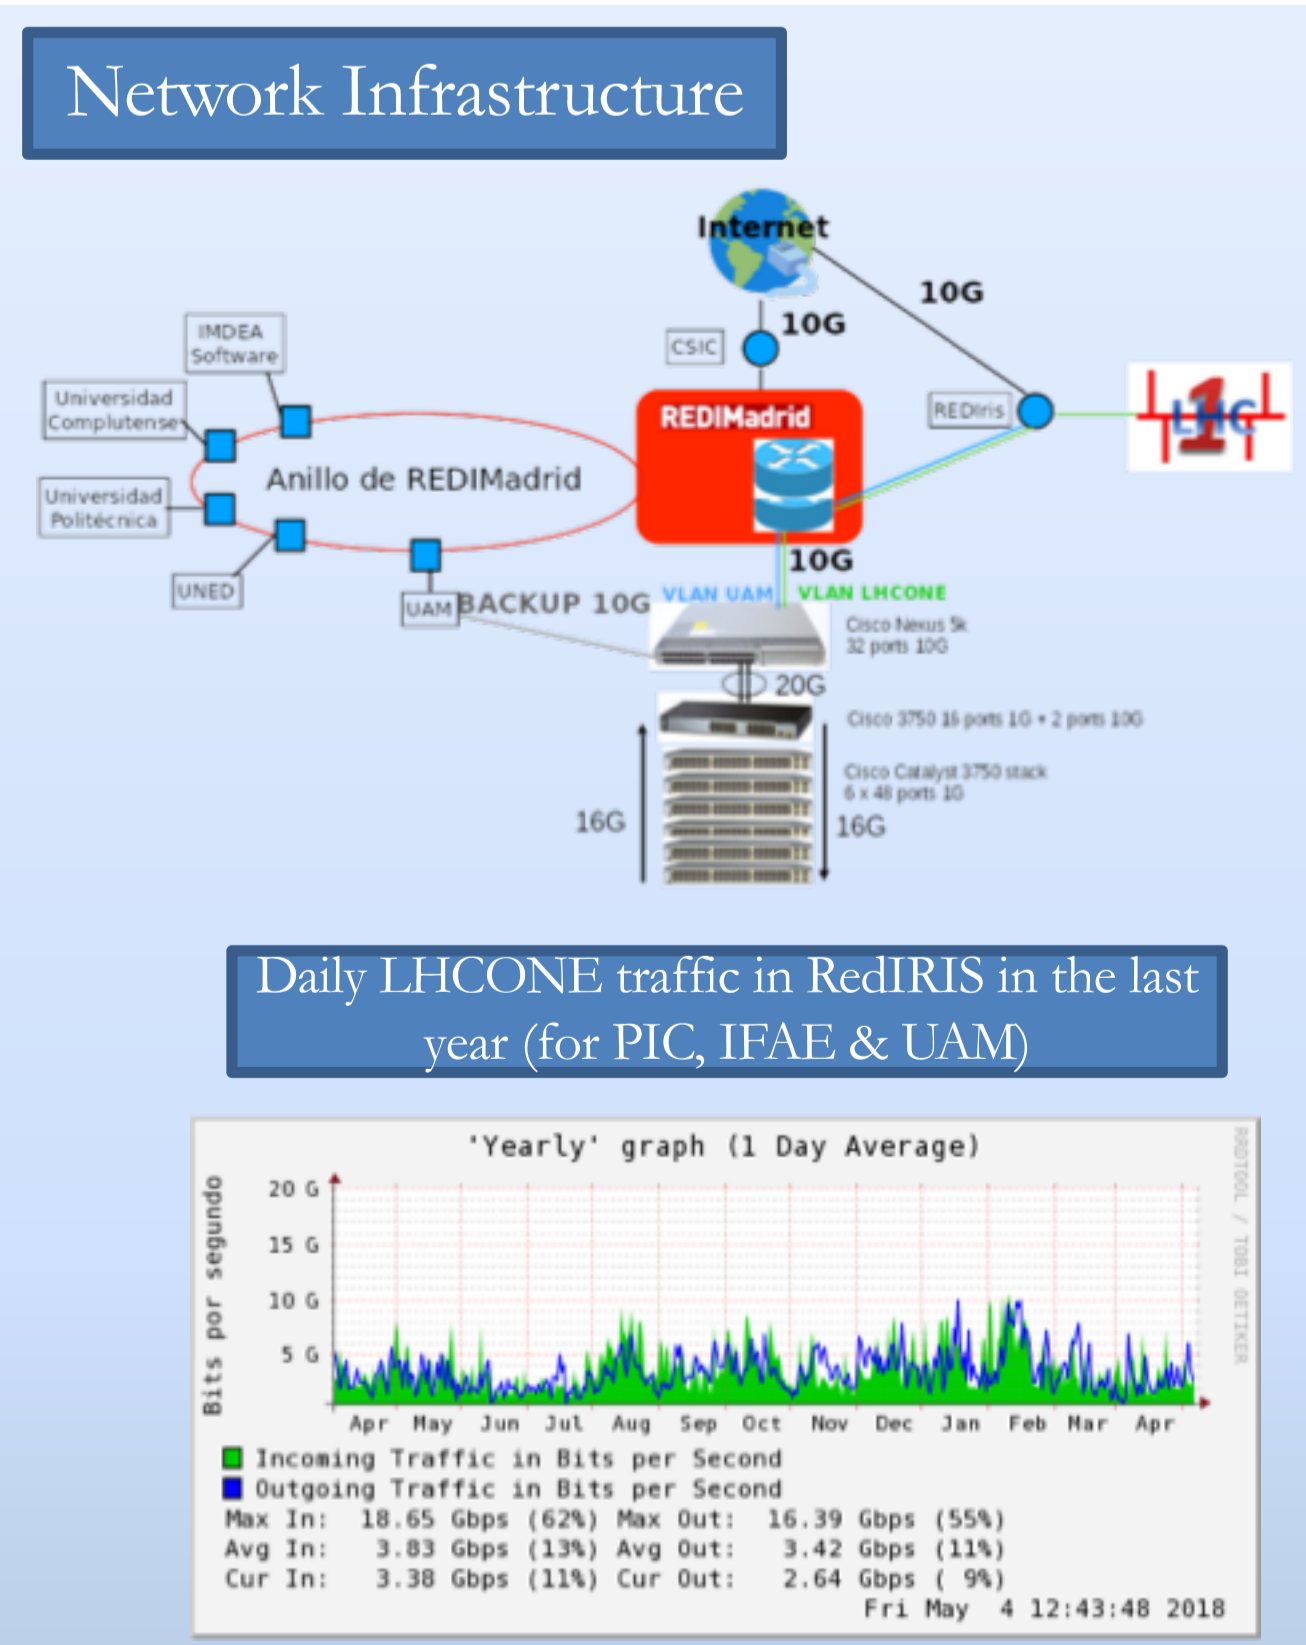 Network Infrastructure
Internet
10G
10G
IMDEA
Software
CSIC
Universidad
Complutense
REDIMadrid
REDIris
LHC
1
Anillo de REDIMadrid
Universidad
Politécnica
10G
UNED
UAM
BACKUP 10G
VLAN UAM
VLAN LHCONE
Cisco Nexus 5k
32 ports 10G
20G
Cisco 3750 16 ports 1G + 2 ports 10G
Cisco Catalyst 3750 stack
6 x 48 ports 1G
16G
16G
Daily LHCONE traffic in RedIRIS in the last
year (for PIC, IFAE & UAM)
'Yearly' graph (1 Day Average)
RRDTOOL / TOBI OETIKER
Bits por segundo
20 G
15 G
10 G
5 G
Apr May Jun Jul Aug Sep Oct Nov Dec Jan Feb Mar Apr
Incoming Traffic in Bits per Second
Outgoing Traffic in Bits per Second
Max In: 18.65 Gbps (62%) Max Out: 16.39 Gbps (55%)
Avg In: 3.83 Gbps (13%) Avg Out: 3.42 Gbps (11%)
Cur In: 3.38 Gbps (11%) Cur Out: 2.64 Gbps ( 9%)
Fri May 4 12:43:48 2018